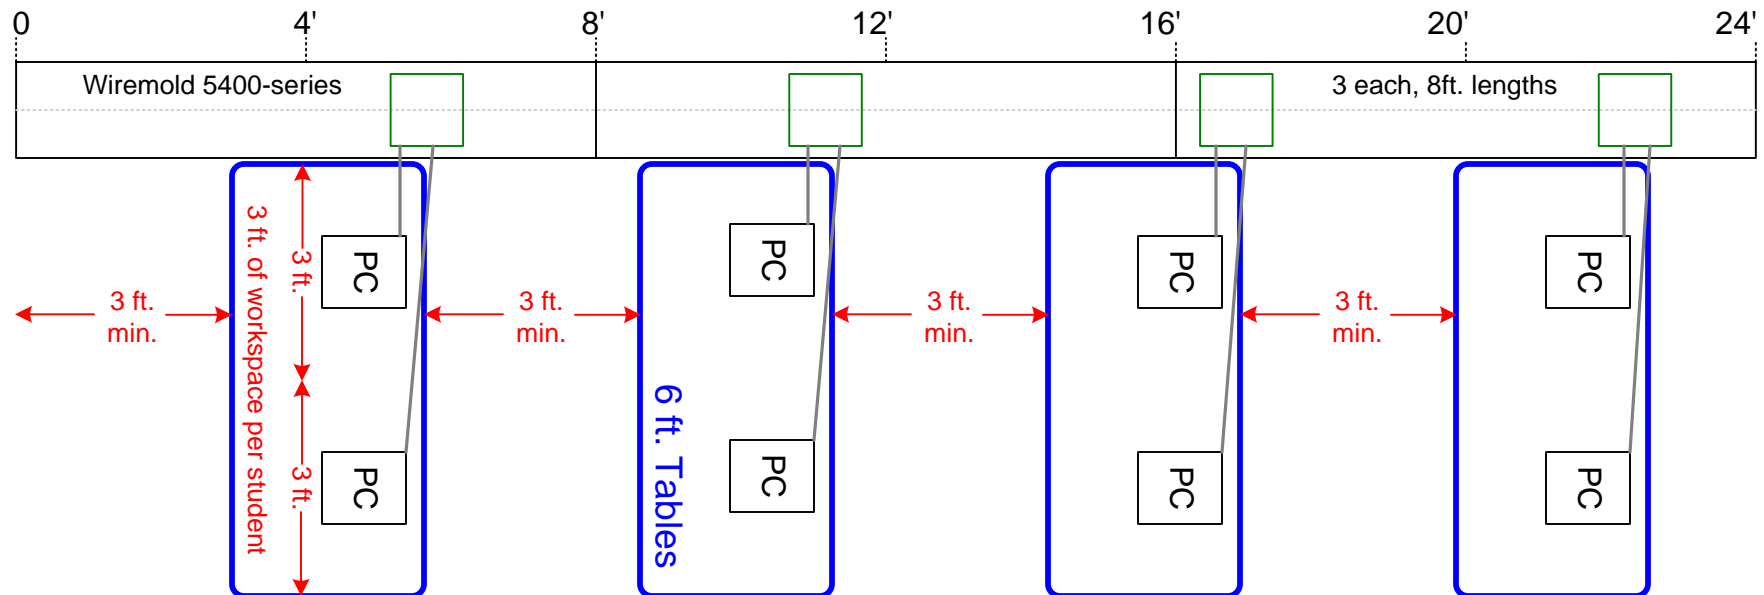 0
4'
8'
12'
16'
20'
24'
Wiremold 5400-series
3 each, 8ft. lengths
3 ft.
min.
3 ft. of workspace per student
3 ft.
3 ft.
PC
PC
3 ft.
min.
6 ft. Tables
PC
PC
3 ft.
min.
PC
PC
3 ft.
min.
PC
PC